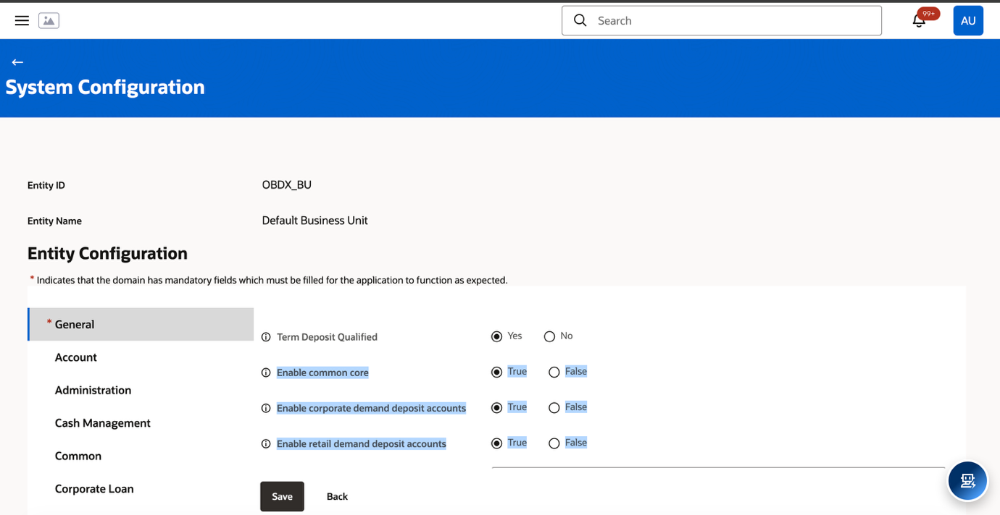 Search
99+
AU
System Configuration
Entity ID OBDX_BU
Entity Name Default Business Unit
Entity Configuration
* Indicates that the domain has mandatory fields which must be filled for the application to function as expected.
* General
Account
Administration
Cash Management
Common
Corporate Loan
Term Deposit Qualified Yes No
Enable common core True False
Enable corporate demand deposit accounts True False
Enable retail demand deposit accounts True False
Save Back